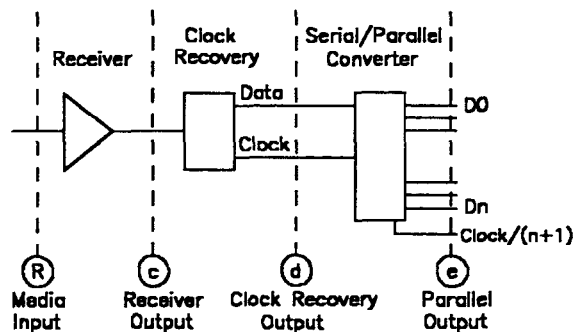 Receiver
Clock
Recovery
Serial/Parallel
Converter
Data
Clock
D0
Dn
Clock/(n+1)
R
c
d
e
Media
Input
Receiver
Output
Clock Recovery
Output
Parallel
Output